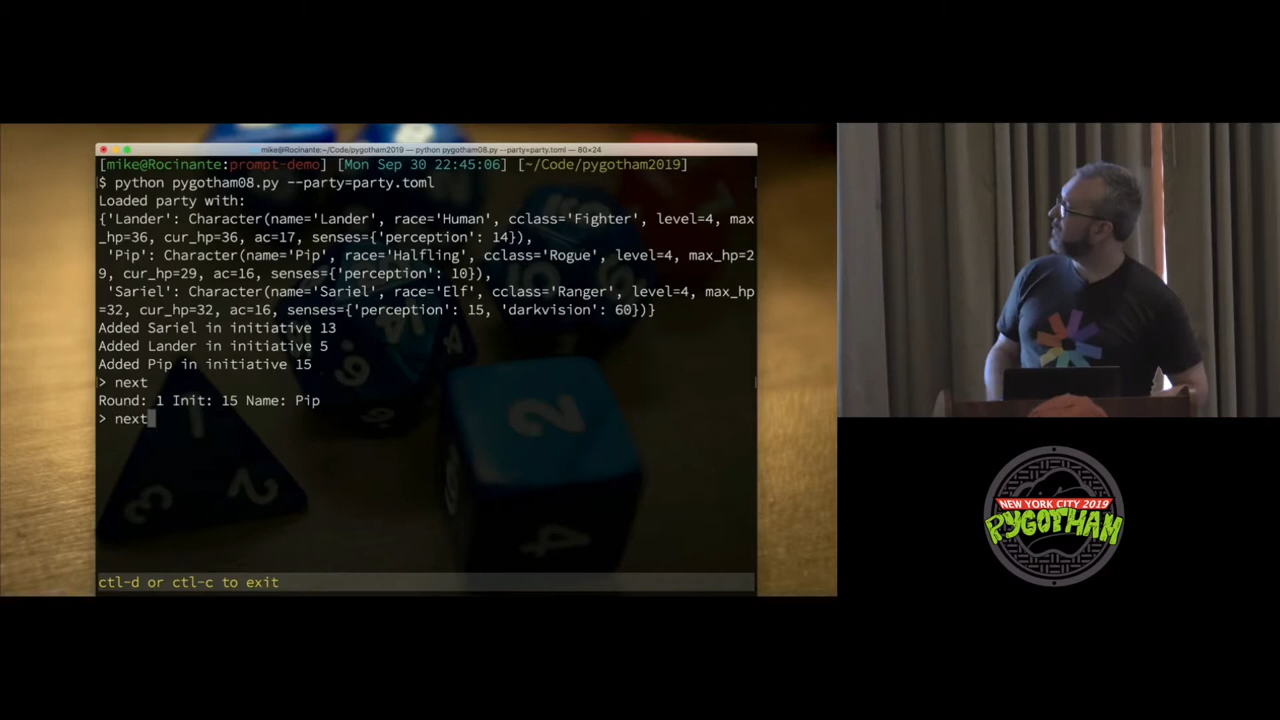 mike@Rocinante:~/Code/pygotham2019 — python pygotham08.py --party=party.toml — 80×24
[mike@Rocinante:prompt-demo] [Mon Sep 30 22:45:06] [~/Code/pygotham2019]
$ python pygotham08.py --party=party.toml
Loaded party with:
{'Lander': Character(name='Lander', race='Human', cclass='Fighter', level=4, max
_hp=36, cur_hp=36, ac=17, senses={'perception': 14}),
'Pip': Character(name='Pip', race='Halfling', cclass='Rogue', level=4, max_hp=2
9, cur_hp=29, ac=16, senses={'perception': 10}),
'Sariel': Character(name='Sariel', race='Elf', cclass='Ranger', level=4, max_hp
=32, cur_hp=32, ac=16, senses={'perception': 15, 'darkvision': 60})}
Added Sariel in initiative 13
Added Lander in initiative 5
Added Pip in initiative 15
> next
Round: 1 Init: 15 Name: Pip
> next
ctl-d or ctl-c to exit
1
2
3
2
4
NEW YORK CITY 2019
PYGOTHAM